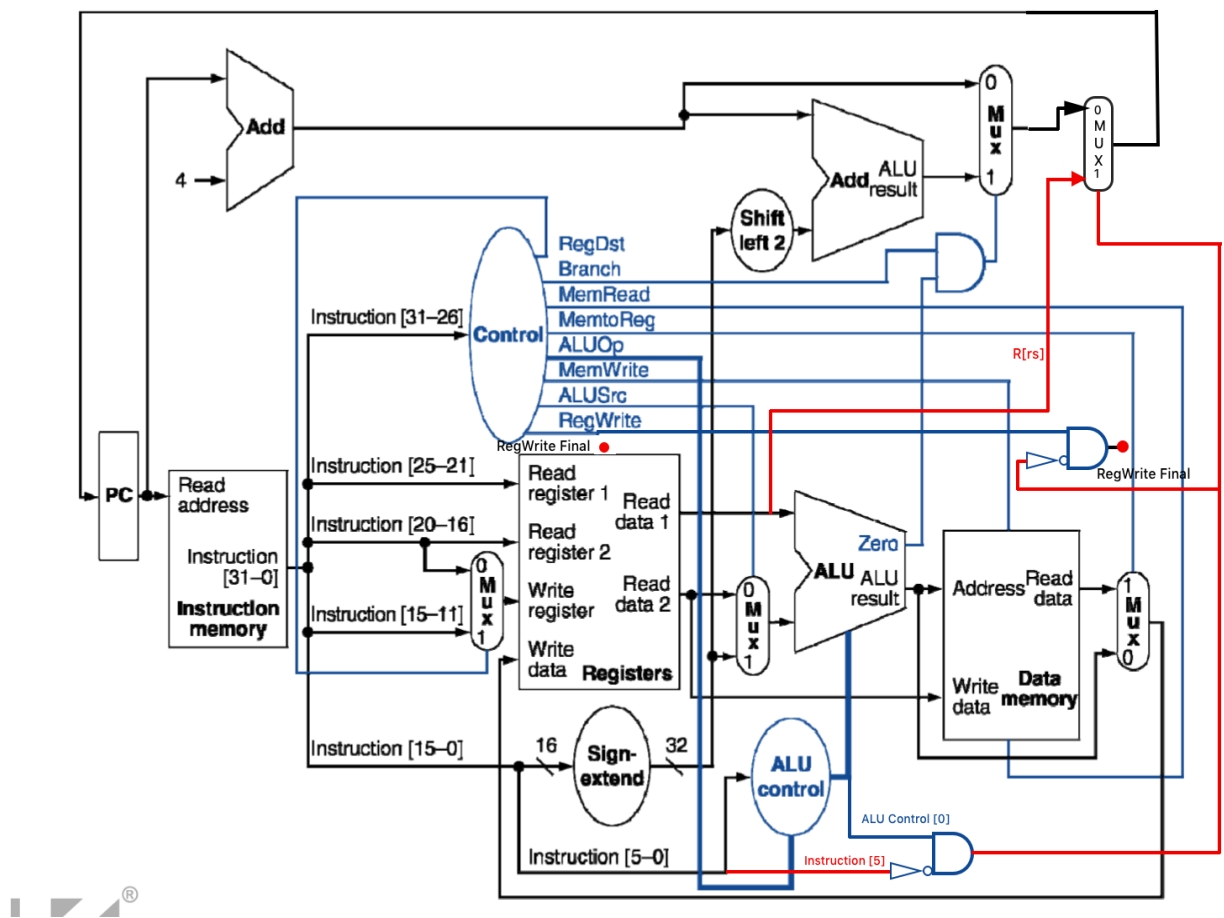 Add
4
0
Mux
1
0
MUX
1
Add
ALU
result
Shift
left 2
RegDst
Branch
MemRead
MemtoReg
ALUOp
MemWrite
ALUSrc
RegWrite
Control
Instruction [31–26]
R[rs]
RegWrite Final
RegWrite Final
PC
Read
address
Instruction
[31–0]
Instruction
memory
Instruction [25–21]
Instruction [20–16]
Instruction [15–11]
Instruction [15–0]
0
Mux
1
Read
register 1
Read
register 2
Write
register
Write
data
Read
data 1
Read
data 2
Registers
0
Mux
1
Zero
ALU
ALU
result
Address
Read
data
Write
data
Data
memory
1
Mux
0
16
Sign-
extend
32
ALU
control
ALU Control [0]
Instruction [5–0]
Instruction [5]
®